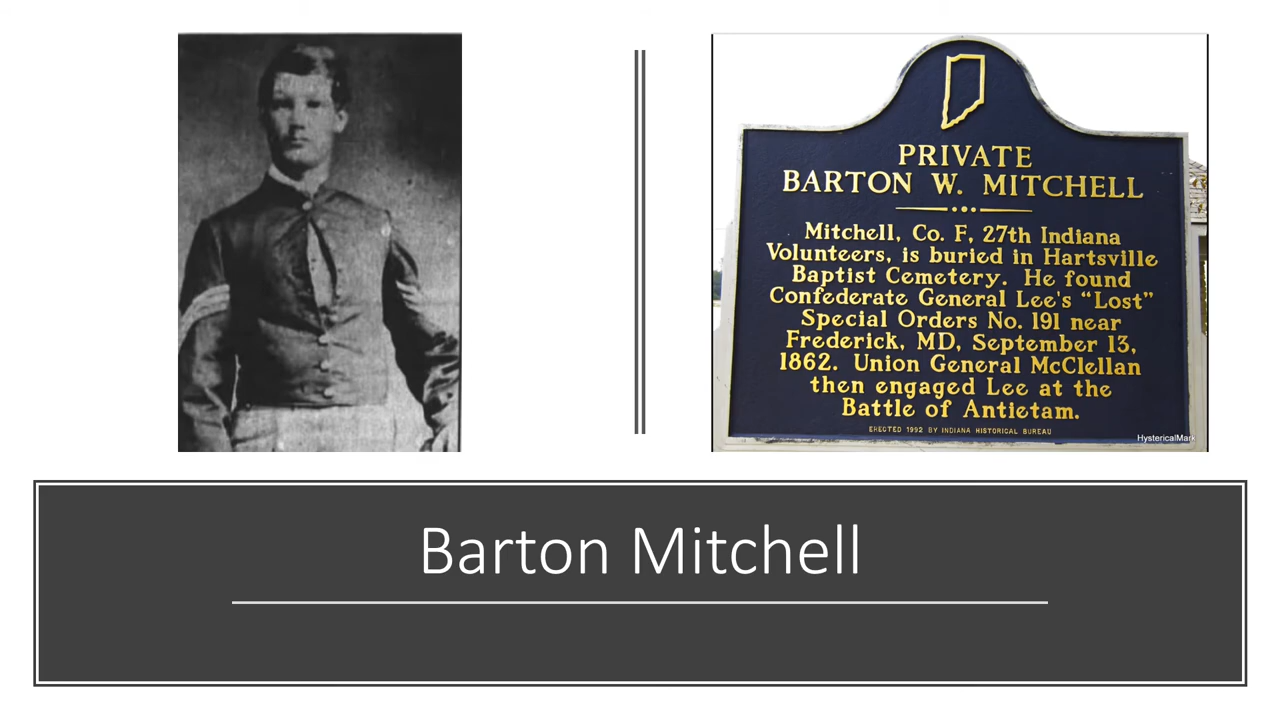 PRIVATE
BARTON W. MITCHELL
Mitchell, Co. F, 27th Indiana
Volunteers, is buried in Hartsville
Baptist Cemetery. He found
Confederate General Lee's “Lost”
Special Orders No. 191 near
Frederick, MD, September 13,
1862. Union General McClellan
then engaged Lee at the
Battle of Antietam.
ERECTED 1992 BY INDIANA HISTORICAL BUREAU
HystericalMark
Barton Mitchell